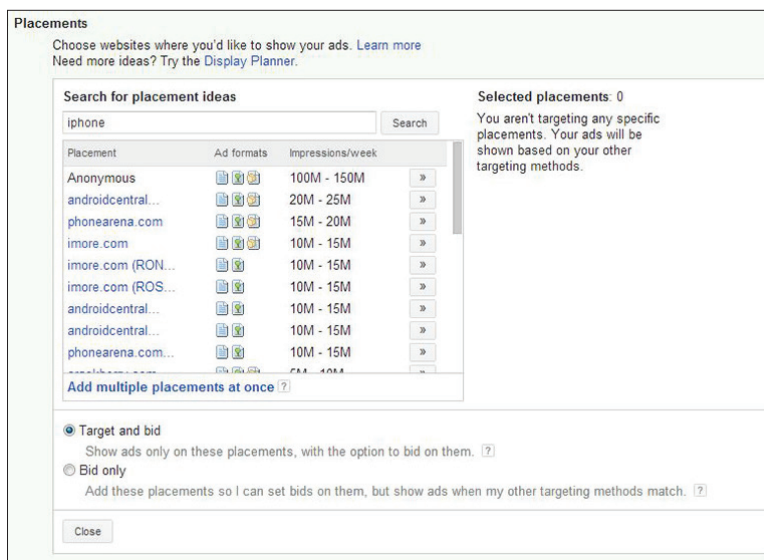 Placements
Choose websites where you'd like to show your ads. Learn more
Need more ideas? Try the Display Planner.
Search for placement ideas
iphone Search
Placement Ad formats Impressions/week
Anonymous 100M - 150M »
androidcentral... 20M - 25M »
phonearena.com 15M - 20M »
imore.com 10M - 15M »
imore.com (RON... 10M - 15M »
imore.com (ROS... 10M - 15M »
androidcentral... 10M - 15M »
androidcentral... 10M - 15M »
phonearena.com... 10M - 15M »
5M - 10M »
Add multiple placements at once ?
Selected placements: 0
You aren't targeting any specific
placements. Your ads will be
shown based on your other
targeting methods.
Target and bid
Show ads only on these placements, with the option to bid on them. ?
Bid only
Add these placements so I can set bids on them, but show ads when my other targeting methods match. ?
Close